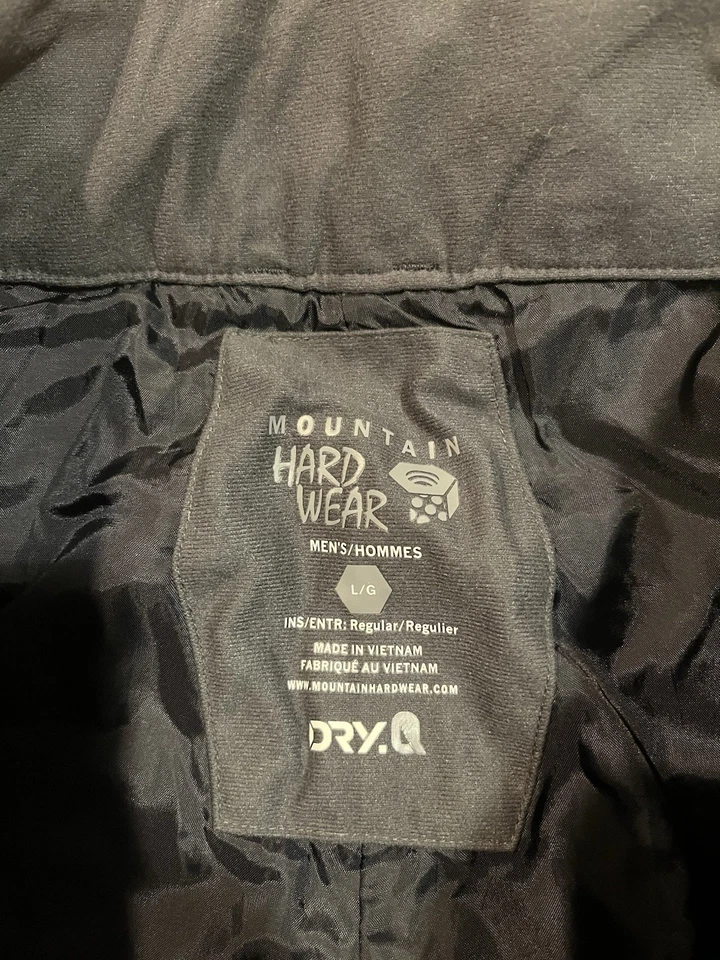 MOUNTAIN
HARD
WEAR
MEN'S/HOMMES
L/G
INS/ENTR: Regular/Regulier
MADE IN VIETNAM
FABRIQUÉ AU VIETNAM
WWW.MOUNTAINHARDWEAR.COM
DRY.Q